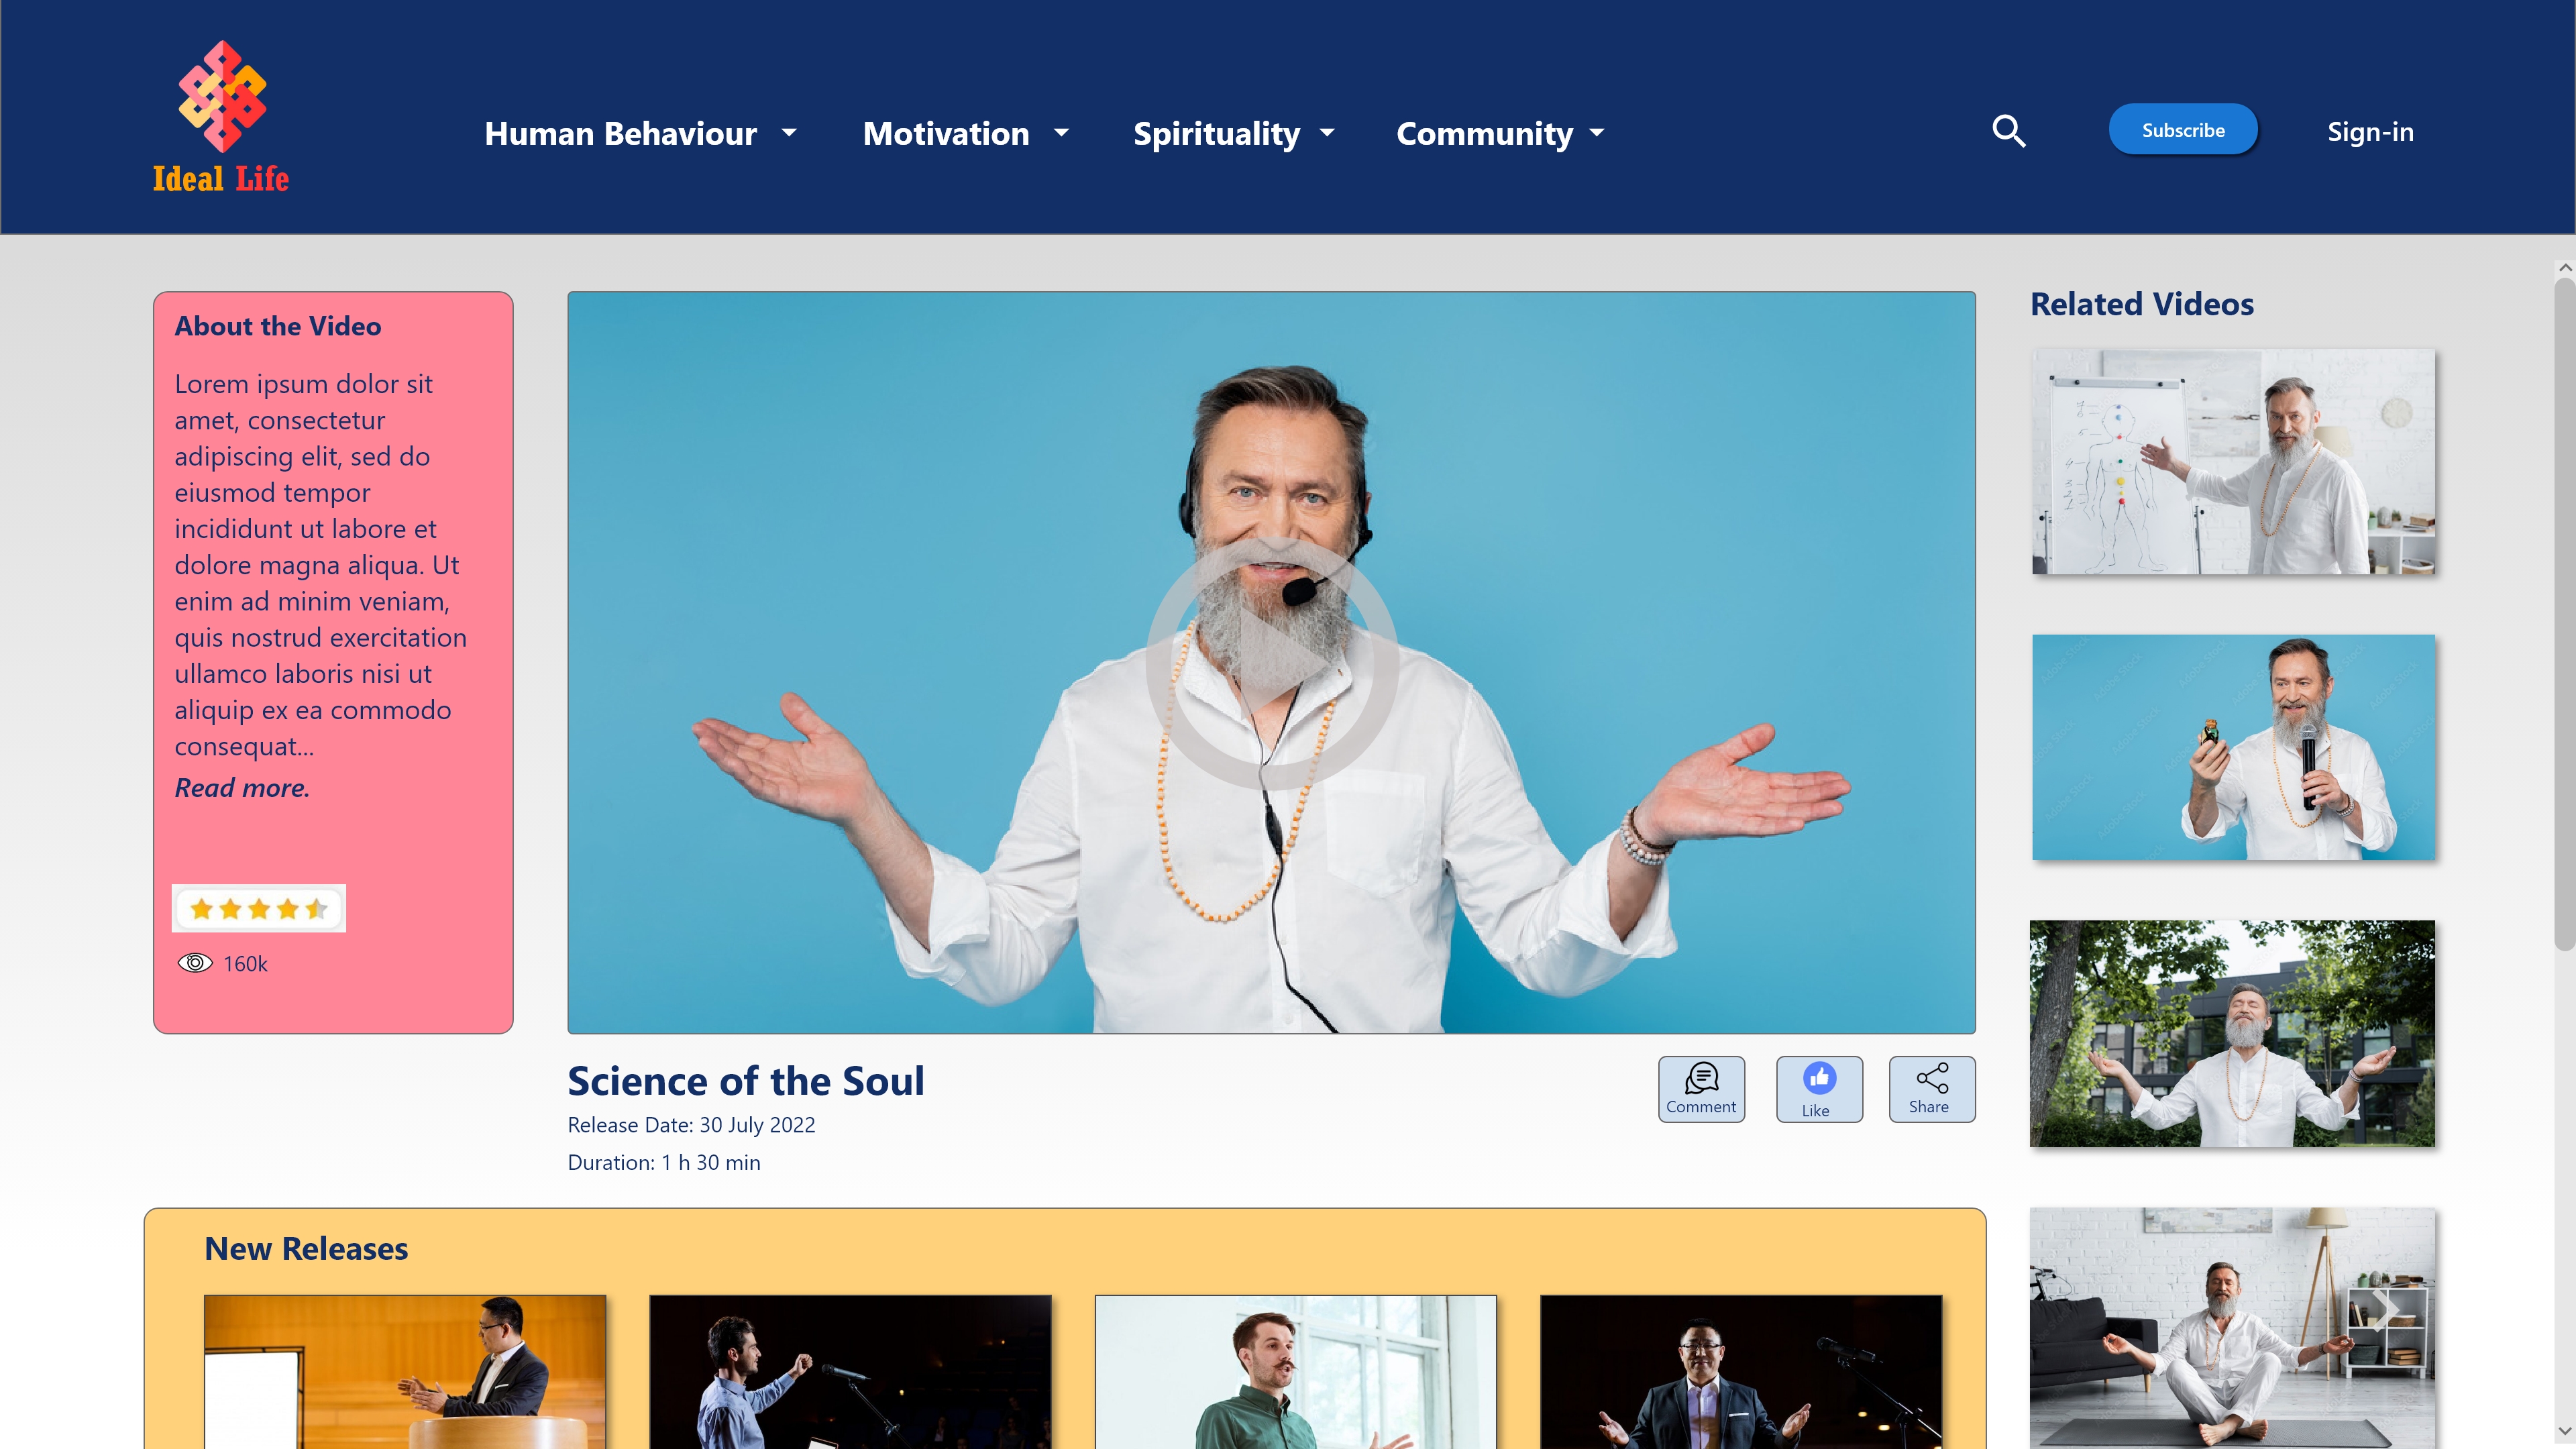 Human Behaviour
Motivation
Spirituality
Community
Subscribe
Sign-in
Ideal Life
About the Video
Lorem ipsum dolor sit
amet, consectetur
adipiscing elit, sed do
eiusmod tempor
incididunt ut labore et
dolore magna aliqua. Ut
enim ad minim veniam,
quis nostrud exercitation
ullamco laboris nisi ut
aliquip ex ea commodo
consequat...
Read more.
160k
Science of the Soul
Release Date: 30 July 2022
Duration: 1 h 30 min
Comment
Like
Share
Related Videos
Adobe Stock
New Releases